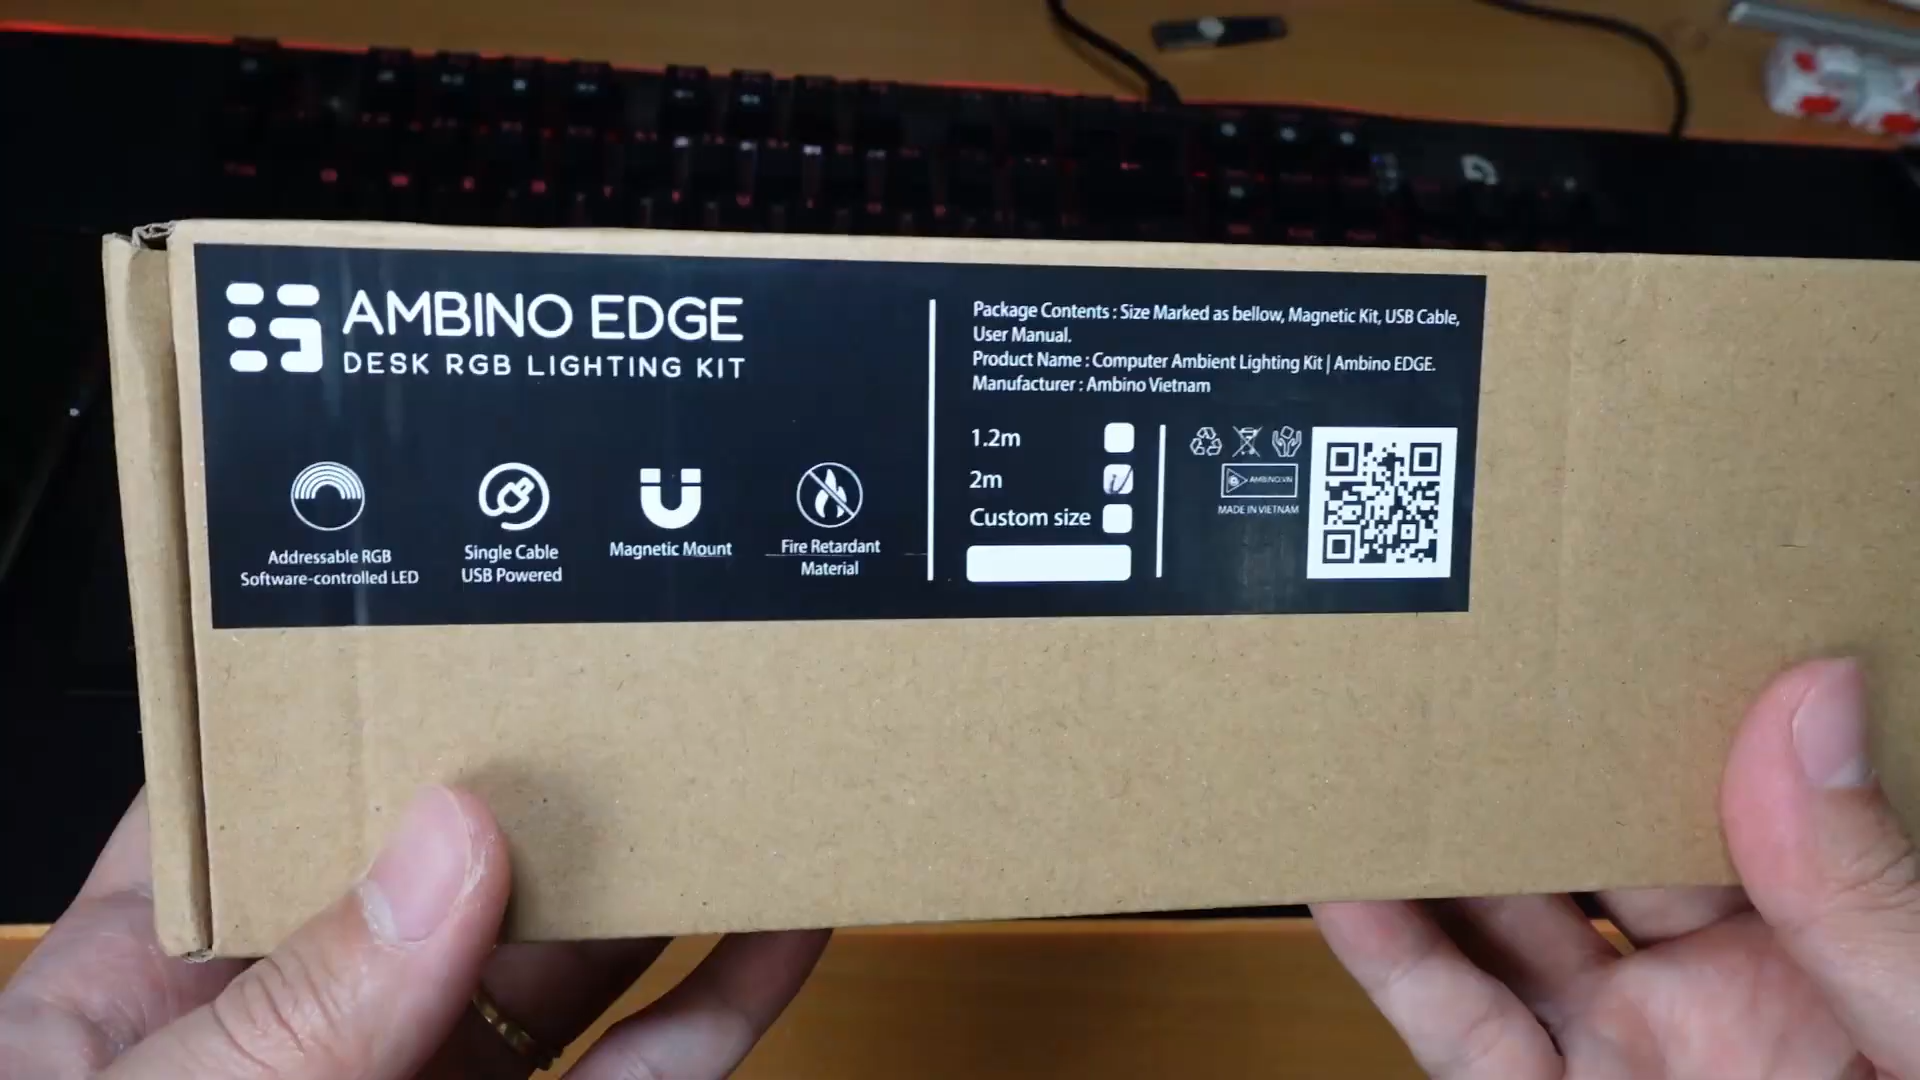 AMBINO EDGE
DESK RGB LIGHTING KIT
Addressable RGB
Software-controlled LED
Single Cable
USB Powered
Magnetic Mount
Fire Retardant
Material
Package Contents : Size Marked as bellow, Magnetic Kit, USB Cable,
User Manual.
Product Name : Computer Ambient Lighting Kit | Ambino EDGE.
Manufacturer : Ambino Vietnam
1.2m
2m
Custom size
AMBINO.VN
MADE IN VIETNAM